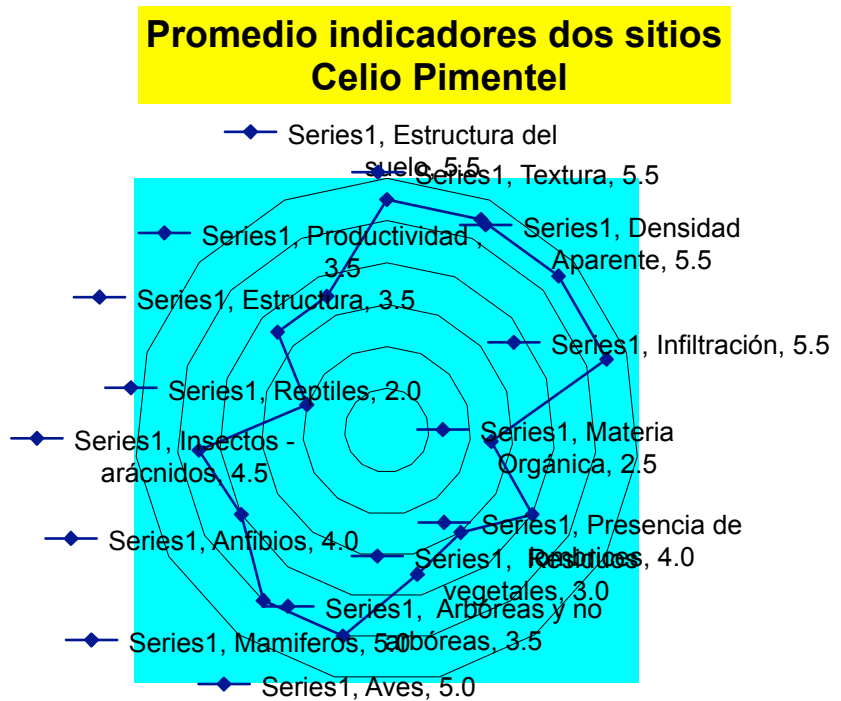 Promedio indicadores dos sitios
Celio Pimentel
Series1, Estructura del
suelo, 5.5
Series1, Textura, 5.5
Series1, Densidad
Aparente, 5.5
Series1, Infiltración, 5.5
Series1, Materia
Orgánica, 2.5
Series1, Presencia de
lombrices, 4.0
Series1,  Residuos
vegetales, 3.0
Series1,  Arbóreas y no
arbóreas, 3.5
Series1, Aves, 5.0
Series1, Mamiferos, 5.0
Series1, Anfibios, 4.0
Series1, Insectos -
arácnidos, 4.5
Series1, Reptiles, 2.0
Series1, Estructura, 3.5
Series1, Productividad ,
3.5